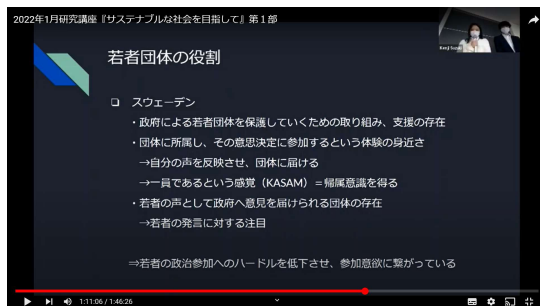 2022年1月研究講座『サステナブルな社会を目指して』第１部
Kenji Suzuki
若者団体の役割
❏ スウェーデン
・政府による若者団体を保護していくための取り組み、支援の存在
・団体に所属し、その意思決定に参加するという体験の身近さ
→自分の声を反映させ、団体に届ける
→一員であるという感覚（KASAM）＝帰属意識を得る
・若者の声として政府へ意見を届けられる団体の存在
→若者の発言に対する注目
⇒若者の政治参加へのハードルを低下させ、参加意欲に繋がっている
1:11:06 / 1:46:26